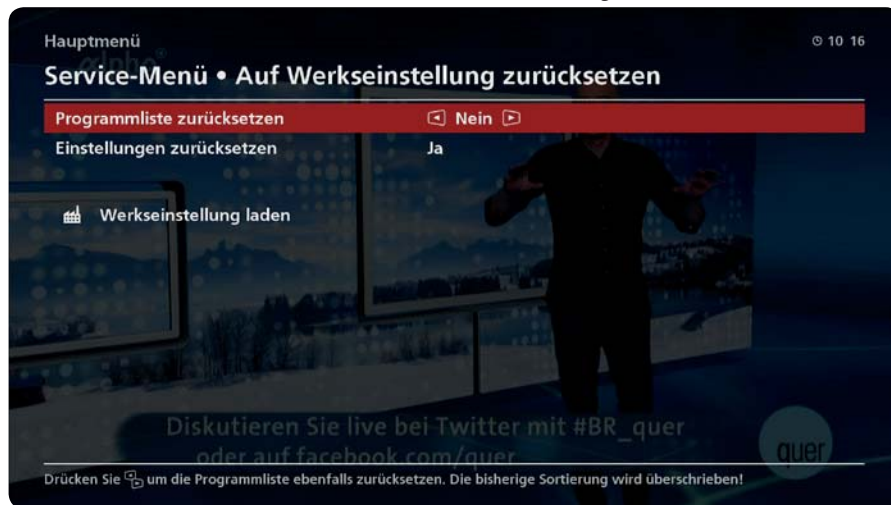 Hauptmenü
10 16
alpha
Service-Menü • Auf Werkseinstellung zurücksetzen
Programmliste zurücksetzen Nein
Einstellungen zurücksetzen Ja
Werkseinstellung laden
Diskutieren Sie live bei Twitter mit #BR_quer
oder auf facebook.com/quer
quer
Drücken Sie um die Programmliste ebenfalls zurücksetzen. Die bisherige Sortierung wird überschrieben!